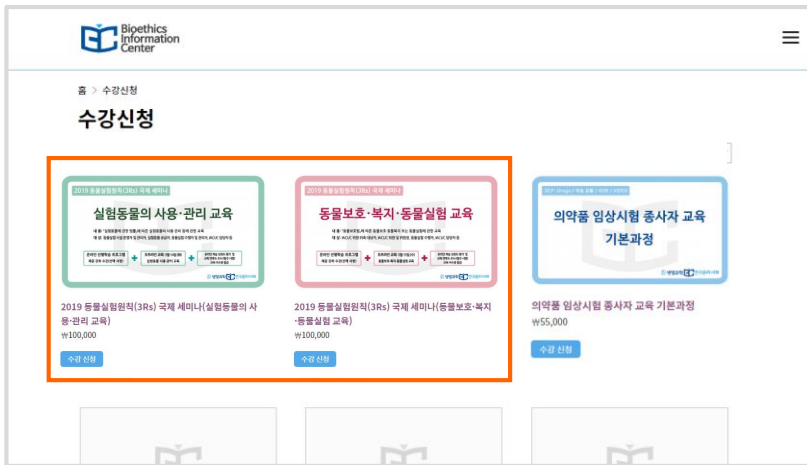 Bioethics
Information
Center
홈 > 수강신청
수강신청
2019 동물실험원칙(3Rs) 국제 세미나
실험동물의 사용·관리 교육
2019 동물실험원칙(3Rs) 국제 세미나
동물보호·복지·동물실험 교육
의약품 임상시험 종사자 교육
기본과정
2019 동물실험원칙(3Rs) 국제 세미나(실험동물의 사
용·관리 교육)
₩100,000
수강 신청
2019 동물실험원칙(3Rs) 국제 세미나(동물보호·복지
·동물실험 교육)
₩100,000
수강 신청
의약품 임상시험 종사자 교육 기본과정
₩55,000
수강 신청